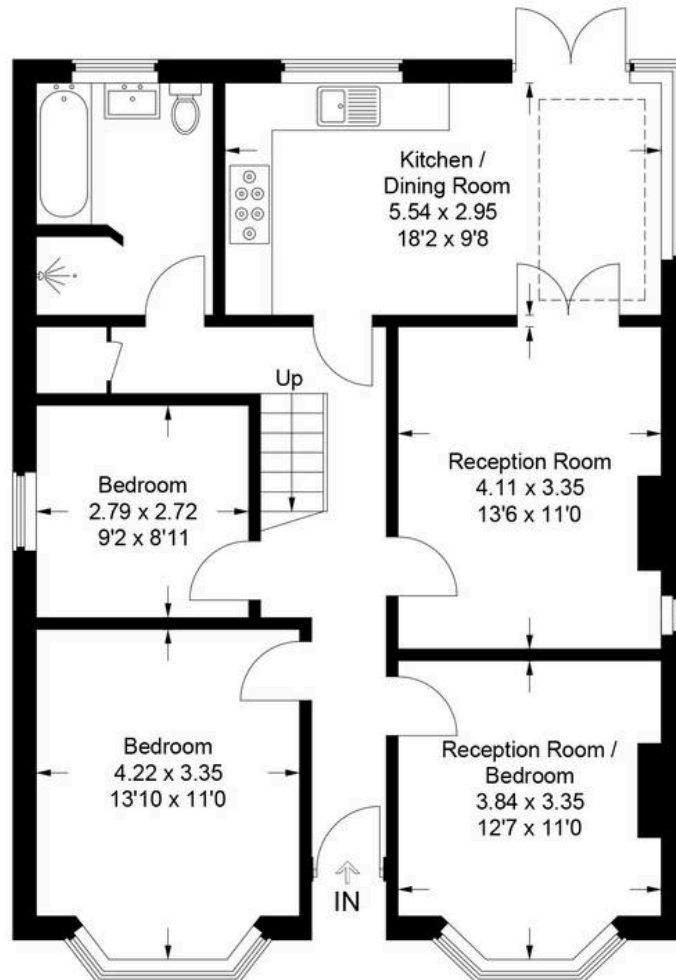 Kitchen /
Dining Room
5.54 x 2.95
18'2 x 9'8
Up
Bedroom
2.79 x 2.72
9'2 x 8'11
Reception Room
4.11 x 3.35
13'6 x 11'0
Bedroom
4.22 x 3.35
13'10 x 11'0
Reception Room /
Bedroom
3.84 x 3.35
12'7 x 11'0
IN